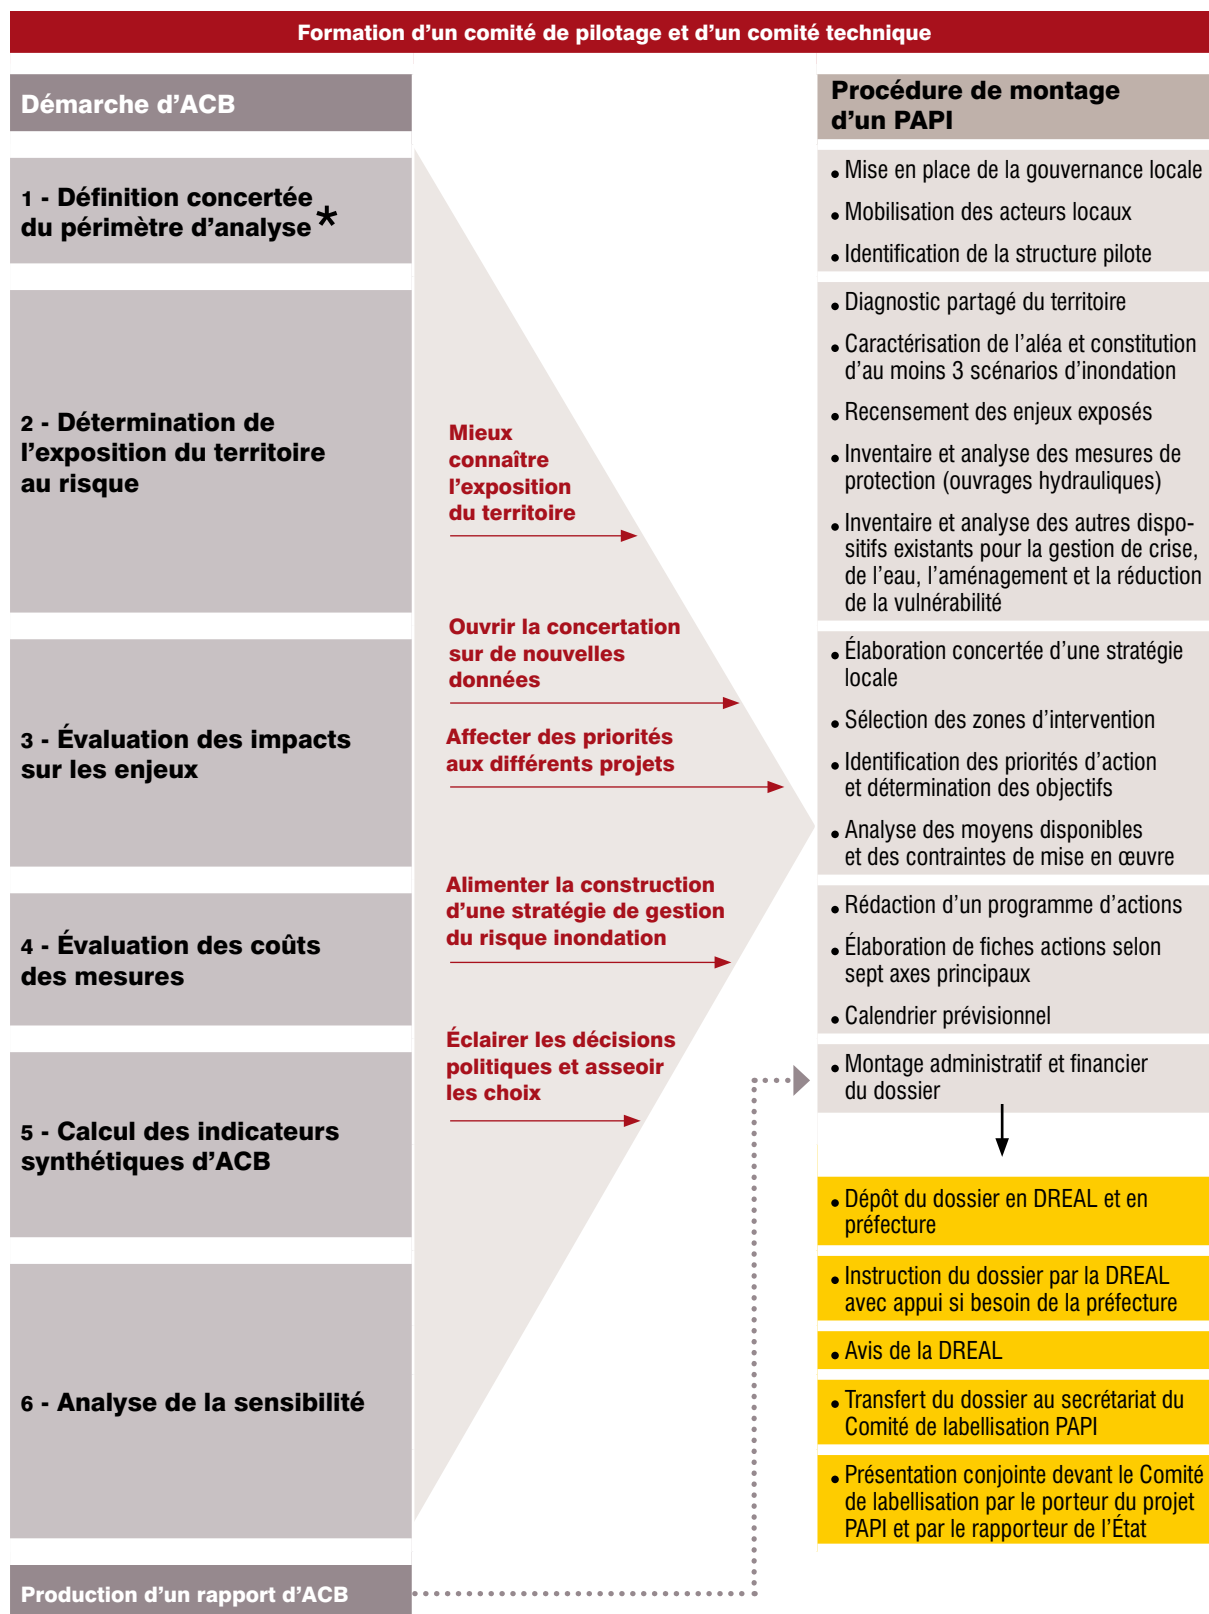 Formation d'un comité de pilotage et d'un comité technique
Démarche d'ACB
1 - Définition concertée
du périmètre d'analyse*
2 - Détermination de
l'exposition du territoire
au risque
3 - Évaluation des impacts
sur les enjeux
4 - Évaluation des coûts
des mesures
5 - Calcul des indicateurs
synthétiques d'ACB
6 - Analyse de la sensibilité
Production d'un rapport d'ACB
Mieux
connaître
l'exposition
du territoire
Ouvrir la concertation
sur de nouvelles
données
Affecter des priorités
aux différents projets
Alimenter la construction
d'une stratégie de gestion
du risque inondation
Éclairer les décisions
politiques et asseoir
les choix
Procédure de montage
d'un PAPI
• Mise en place de la gouvernance locale
• Mobilisation des acteurs locaux
• Identification de la structure pilote
• Diagnostic partagé du territoire
• Caractérisation de l'aléa et constitution
d'au moins 3 scénarios d'inondation
• Recensement des enjeux exposés
• Inventaire et analyse des mesures de
protection (ouvrages hydrauliques)
• Inventaire et analyse des autres dispo-
sitifs existants pour la gestion de crise,
de l'eau, l'aménagement et la réduction
de la vulnérabilité
• Élaboration concertée d'une stratégie
locale
• Sélection des zones d'intervention
• Identification des priorités d'action
et détermination des objectifs
• Analyse des moyens disponibles
et des contraintes de mise en œuvre
• Rédaction d'un programme d'actions
• Élaboration de fiches actions selon
sept axes principaux
• Calendrier prévisionnel
• Montage administratif et financier
du dossier
• Dépôt du dossier en DREAL et en
préfecture
• Instruction du dossier par la DREAL
avec appui si besoin de la préfecture
• Avis de la DREAL
• Transfert du dossier au secrétariat du
Comité de labellisation PAPI
• Présentation conjointe devant le Comité
de labellisation par le porteur du projet
PAPI et par le rapporteur de l'État